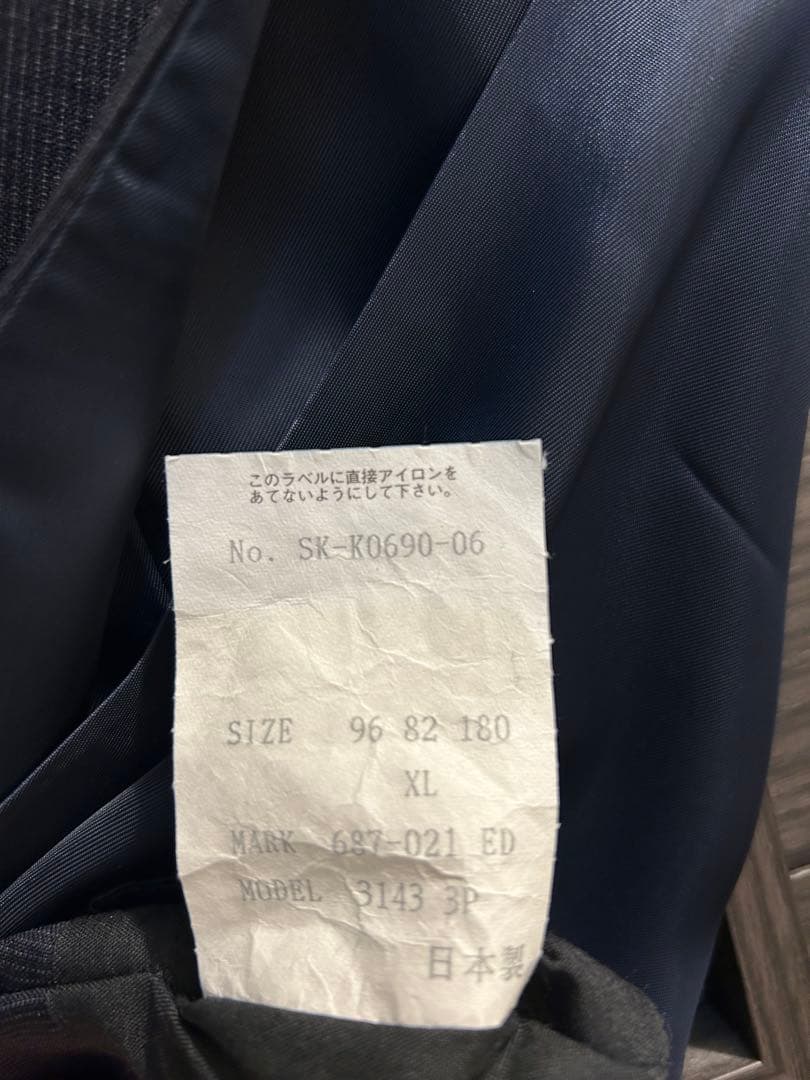 このラベルに直接アイロンを
あてないようにして下さい。
No. SK-K0690-06
SIZE 96 82 180
XL
MARK 687-021 ED
MODEL 3143 3P
日本製